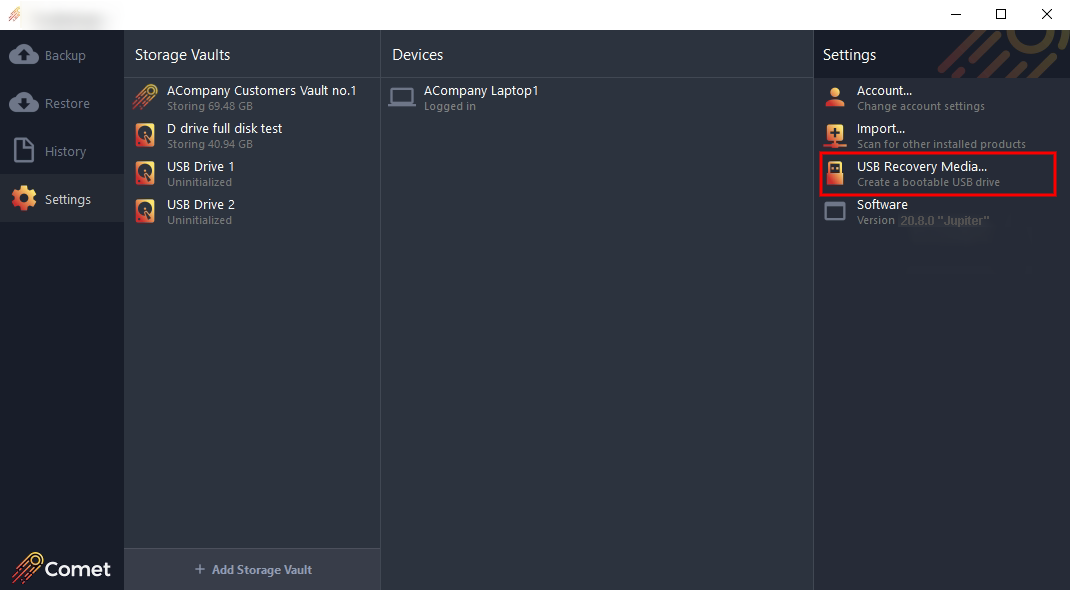 Backup
Restore
History
Settings
Comet
Storage Vaults
ACompany Customers Vault no.1
Storing 69.48 GB
D drive full disk test
Storing 40.94 GB
USB Drive 1
Uninitialized
USB Drive 2
Uninitialized
+ Add Storage Vault
Devices
ACompany Laptop1
Logged in
Settings
Account...
Change account settings
Import...
Scan for other installed products
USB Recovery Media...
Create a bootable USB drive
Software
Version 20.8.0 "Jupiter"